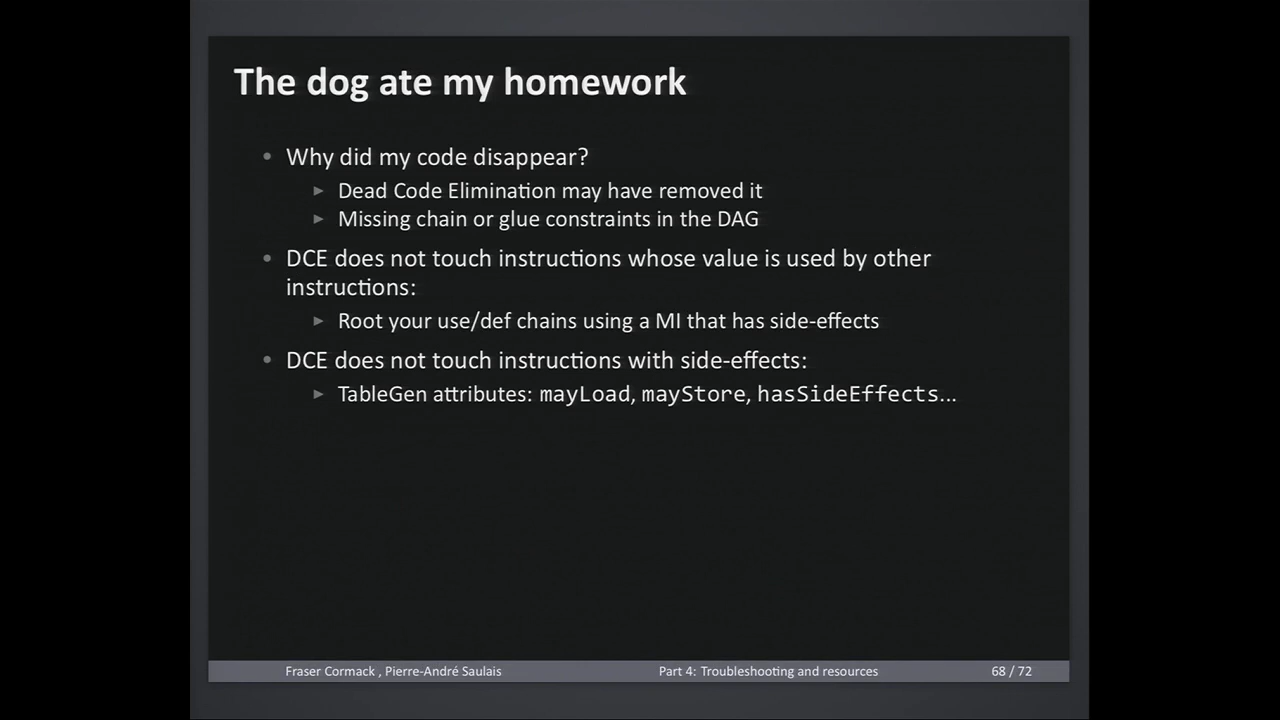 The dog ate my homework
• Why did my code disappear?
▶ Dead Code Elimination may have removed it
▶ Missing chain or glue constraints in the DAG
• DCE does not touch instructions whose value is used by other
instructions:
▶ Root your use/def chains using a MI that has side-effects
• DCE does not touch instructions with side-effects:
▶ TableGen attributes: mayLoad, mayStore, hasSideEffects...
Fraser Cormack , Pierre-André Saulais Part 4: Troubleshooting and resources 68 / 72